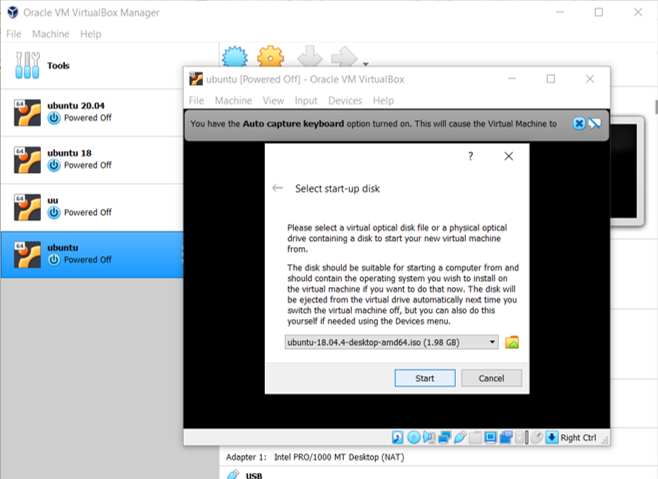 Oracle VM VirtualBox Manager
File Machine Help
Tools
64 ubuntu 20.04
Powered Off
64 ubuntu 18
Powered Off
64 uu
Powered Off
64 ubuntu
Powered Off
ubuntu [Powered Off] - Oracle VM VirtualBox
File Machine View Input Devices Help
You have the Auto capture keyboard option turned on. This will cause the Virtual Machine to
?
Select start-up disk
Please select a virtual optical disk file or a physical optical
drive containing a disk to start your new virtual machine
from.
The disk should be suitable for starting a computer from and
should contain the operating system you wish to install on
the virtual machine if you want to do that now. The disk will
be ejected from the virtual drive automatically next time you
switch the virtual machine off, but you can also do this
yourself if needed using the Devices menu.
ubuntu-18.04.4-desktop-amd64.iso (1.98 GB)
Start Cancel
Right Ctrl
Adapter 1: Intel PRO/1000 MT Desktop (NAT)
USB